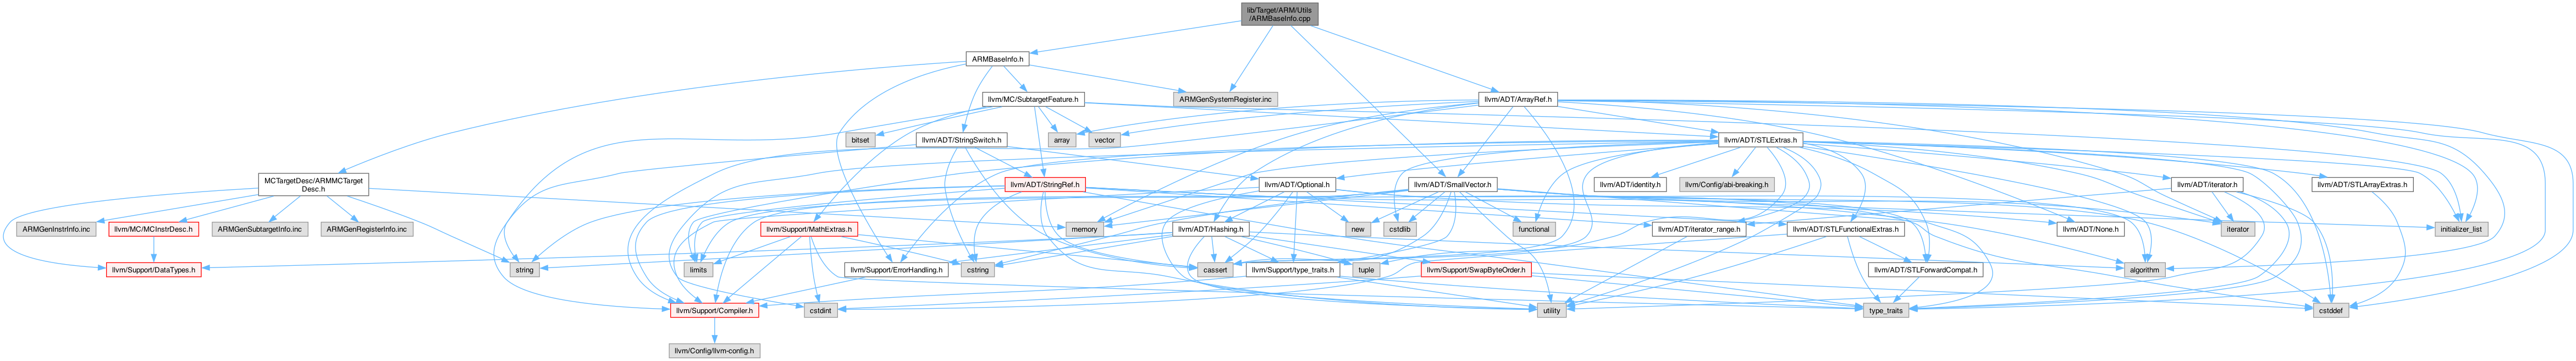 lib/Target/ARM/Utils
/ARMBaseInfo.cpp
ARMBaseInfo.h
llvm/MC/SubtargetFeature.h
ARMGenSystemRegister.inc
llvm/ADT/ArrayRef.h
bitset
llvm/ADT/StringSwitch.h
array
vector
llvm/ADT/STLExtras.h
MCTargetDesc/ARMMCTarget
Desc.h
llvm/ADT/StringRef.h
llvm/ADT/Optional.h
llvm/ADT/SmallVector.h
llvm/ADT/identity.h
llvm/Config/abi-breaking.h
llvm/ADT/iterator.h
llvm/ADT/STLArrayExtras.h
ARMGenInstrInfo.inc
llvm/MC/MCInstrDesc.h
ARMGenSubtargetInfo.inc
ARMGenRegisterInfo.inc
llvm/Support/MathExtras.h
memory
llvm/ADT/Hashing.h
new
cstdlib
functional
llvm/ADT/iterator_range.h
llvm/ADT/STLFunctionalExtras.h
llvm/ADT/None.h
iterator
initializer_list
llvm/Support/DataTypes.h
string
limits
llvm/Support/ErrorHandling.h
cstring
cassert
llvm/Support/type_traits.h
tuple
llvm/Support/SwapByteOrder.h
llvm/ADT/STLForwardCompat.h
algorithm
llvm/Support/Compiler.h
cstdint
utility
type_traits
cstddef
llvm/Config/llvm-config.h